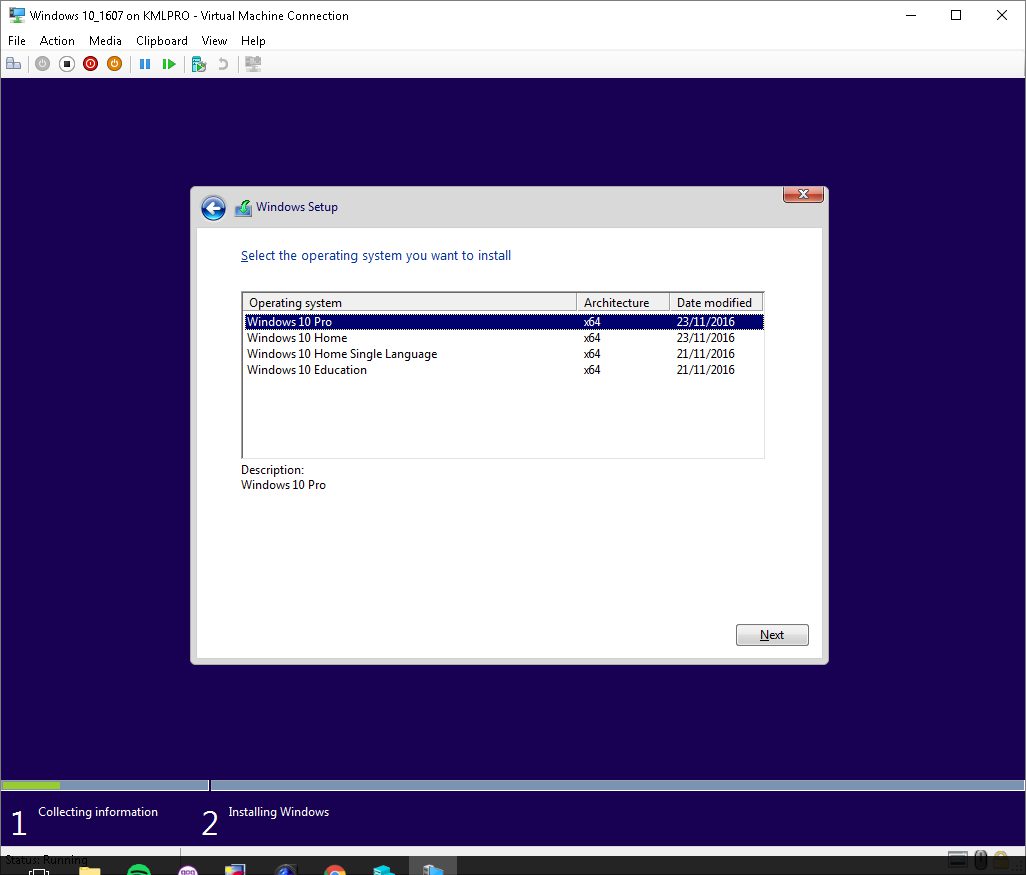 Windows 10_1607 on KMLPRO - Virtual Machine Connection
File Action Media Clipboard View Help
Windows Setup
Select the operating system you want to install
Operating system Architecture Date modified
Windows 10 Pro x64 23/11/2016
Windows 10 Home x64 23/11/2016
Windows 10 Home Single Language x64 21/11/2016
Windows 10 Education x64 21/11/2016
Description:
Windows 10 Pro
Next
1 Collecting information 2 Installing Windows
Status: Running